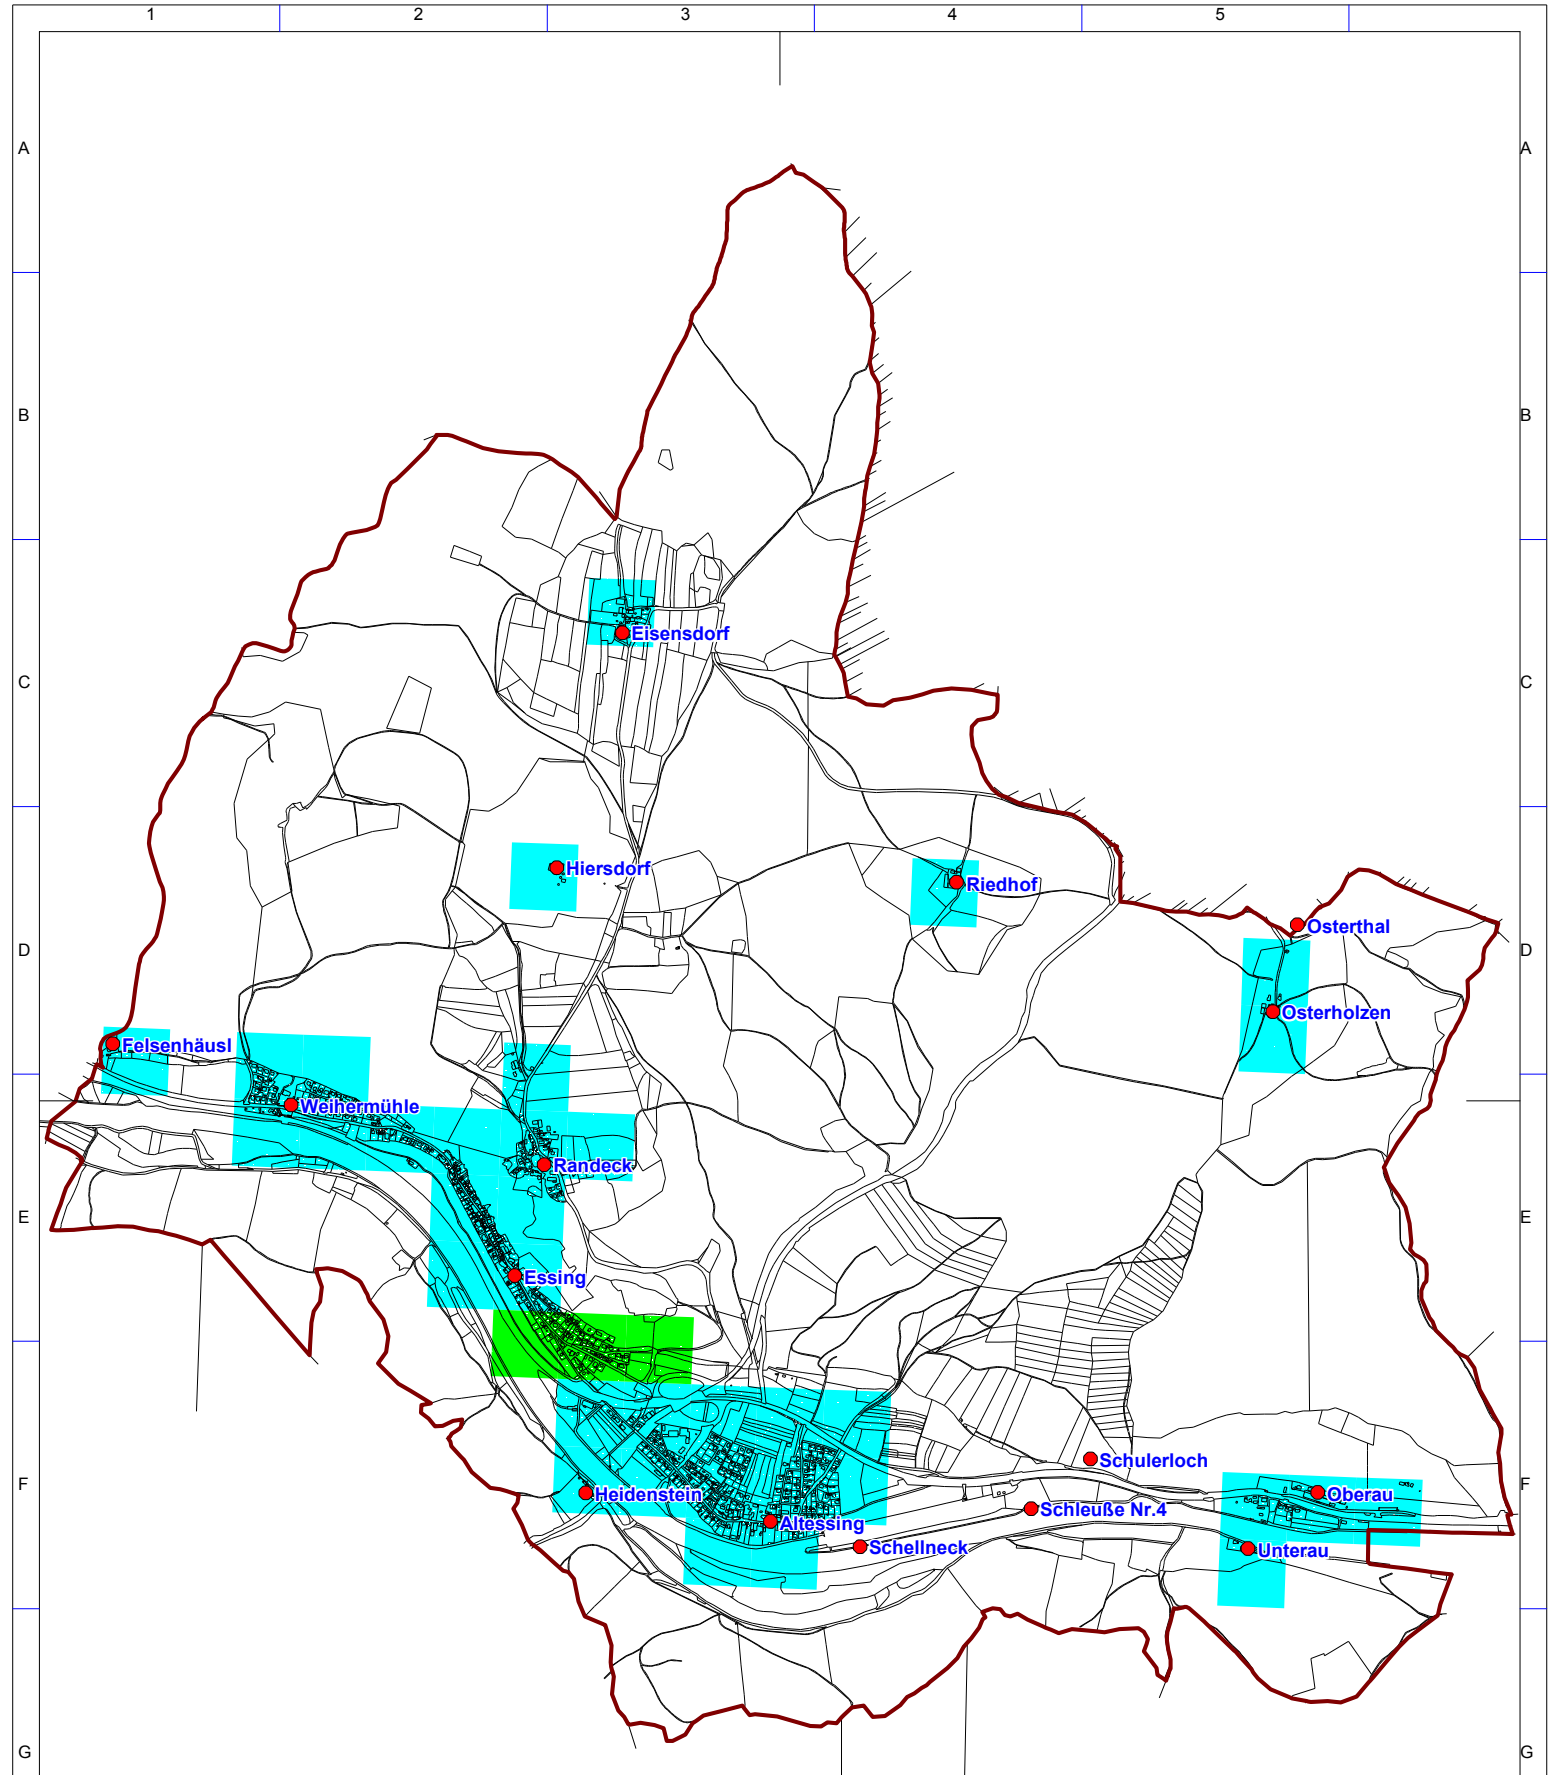 1 2 3 4 5
A A
B B
Eisensdorf
C C
Hiersdorf
Riedhof
Osterthal
D D
Osterholzen
Felsenhäusl
Weihermühle
Randeck
E E
Essing
Schulerloch
F F
Heidenstein
Oberau
Schleuße Nr.4
Altessing
Schellneck
Unterau
G G